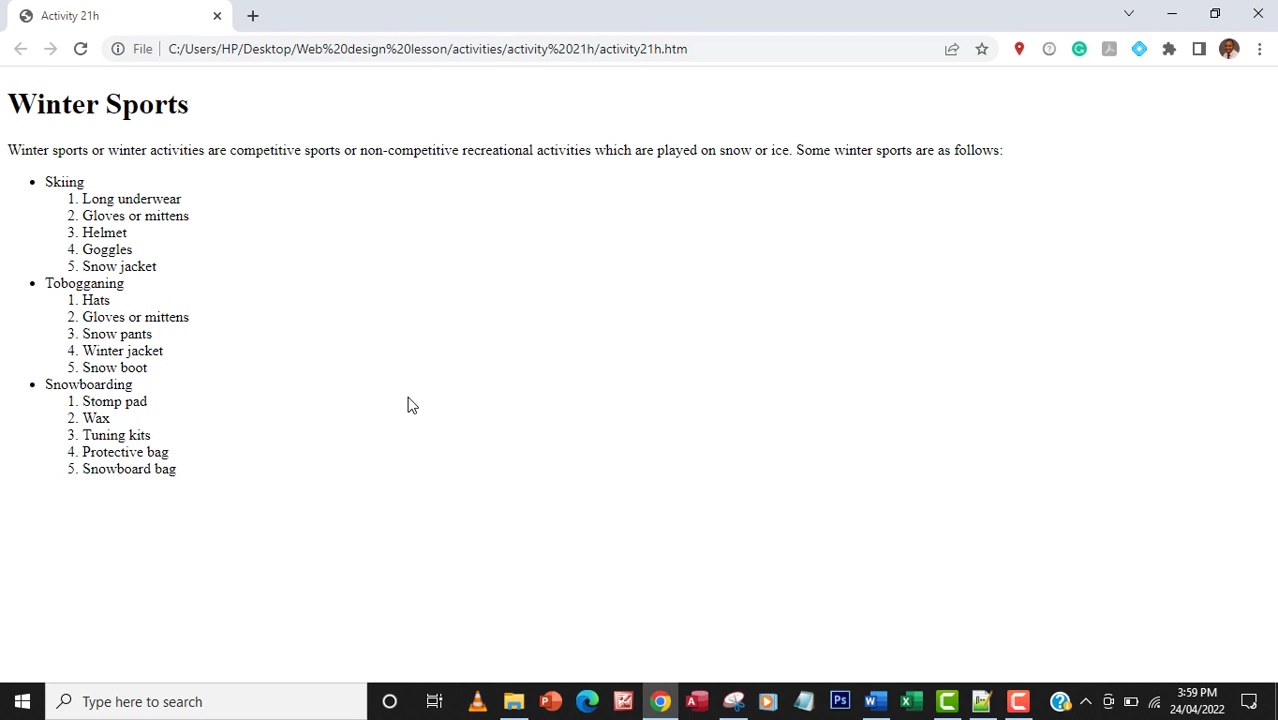 Activity 21h
File
C:/Users/HP/Desktop/Web%20design%20lesson/activities/activity%2021h/activity21h.htm
Winter Sports
Winter sports or winter activities are competitive sports or non-competitive recreational activities which are played on snow or ice. Some winter sports are as follows:
• Skiing
1. Long underwear
2. Gloves or mittens
3. Helmet
4. Goggles
5. Snow jacket
• Tobogganing
1. Hats
2. Gloves or mittens
3. Snow pants
4. Winter jacket
5. Snow boot
• Snowboarding
1. Stomp pad
2. Wax
3. Tuning kits
4. Protective bag
5. Snowboard bag
Type here to search
3:59 PM
24/04/2022